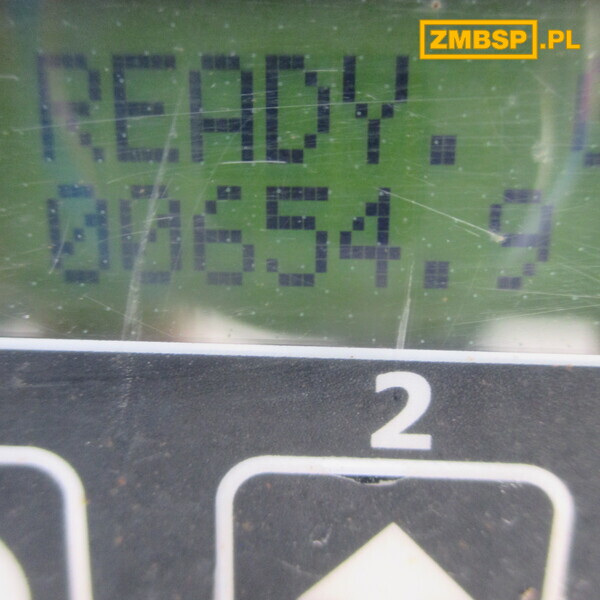 ZMBSP.PL
READY.
00654.9
2